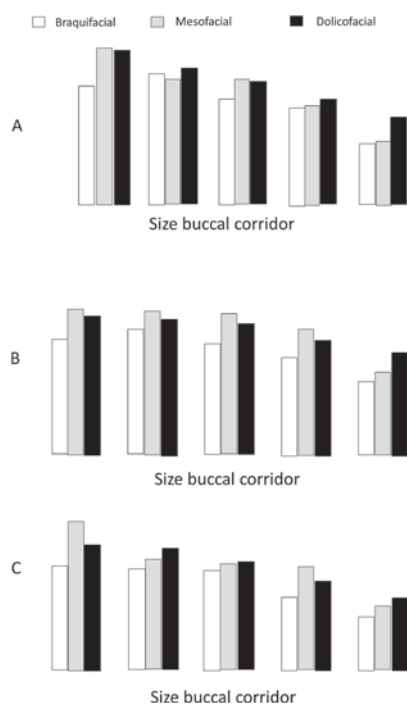 Braquifacial Mesofacial Dolicofacial
A
Size buccal corridor
B
Size buccal corridor
C
Size buccal corridor